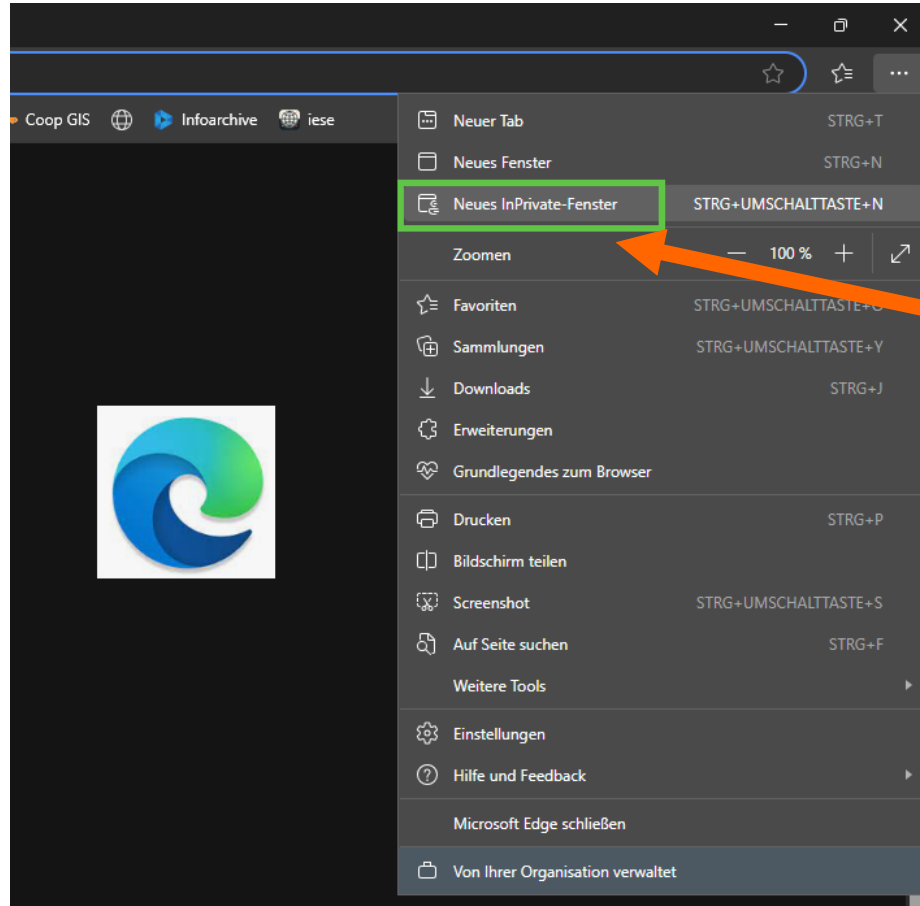 Coop GIS Infoarchive iese
Neuer Tab STRG+T
Neues Fenster STRG+N
Neues InPrivate-Fenster STRG+UMSCHALTTASTE+N
Zoomen — 100 % +
Favoriten STRG+UMSCHALTTASTE+O
Sammlungen STRG+UMSCHALTTASTE+Y
Downloads STRG+J
Erweiterungen
Grundlegendes zum Browser
Drucken STRG+P
Bildschirm teilen
Screenshot STRG+UMSCHALTTASTE+S
Auf Seite suchen STRG+F
Weitere Tools
Einstellungen
Hilfe und Feedback
Microsoft Edge schließen
Von Ihrer Organisation verwaltet